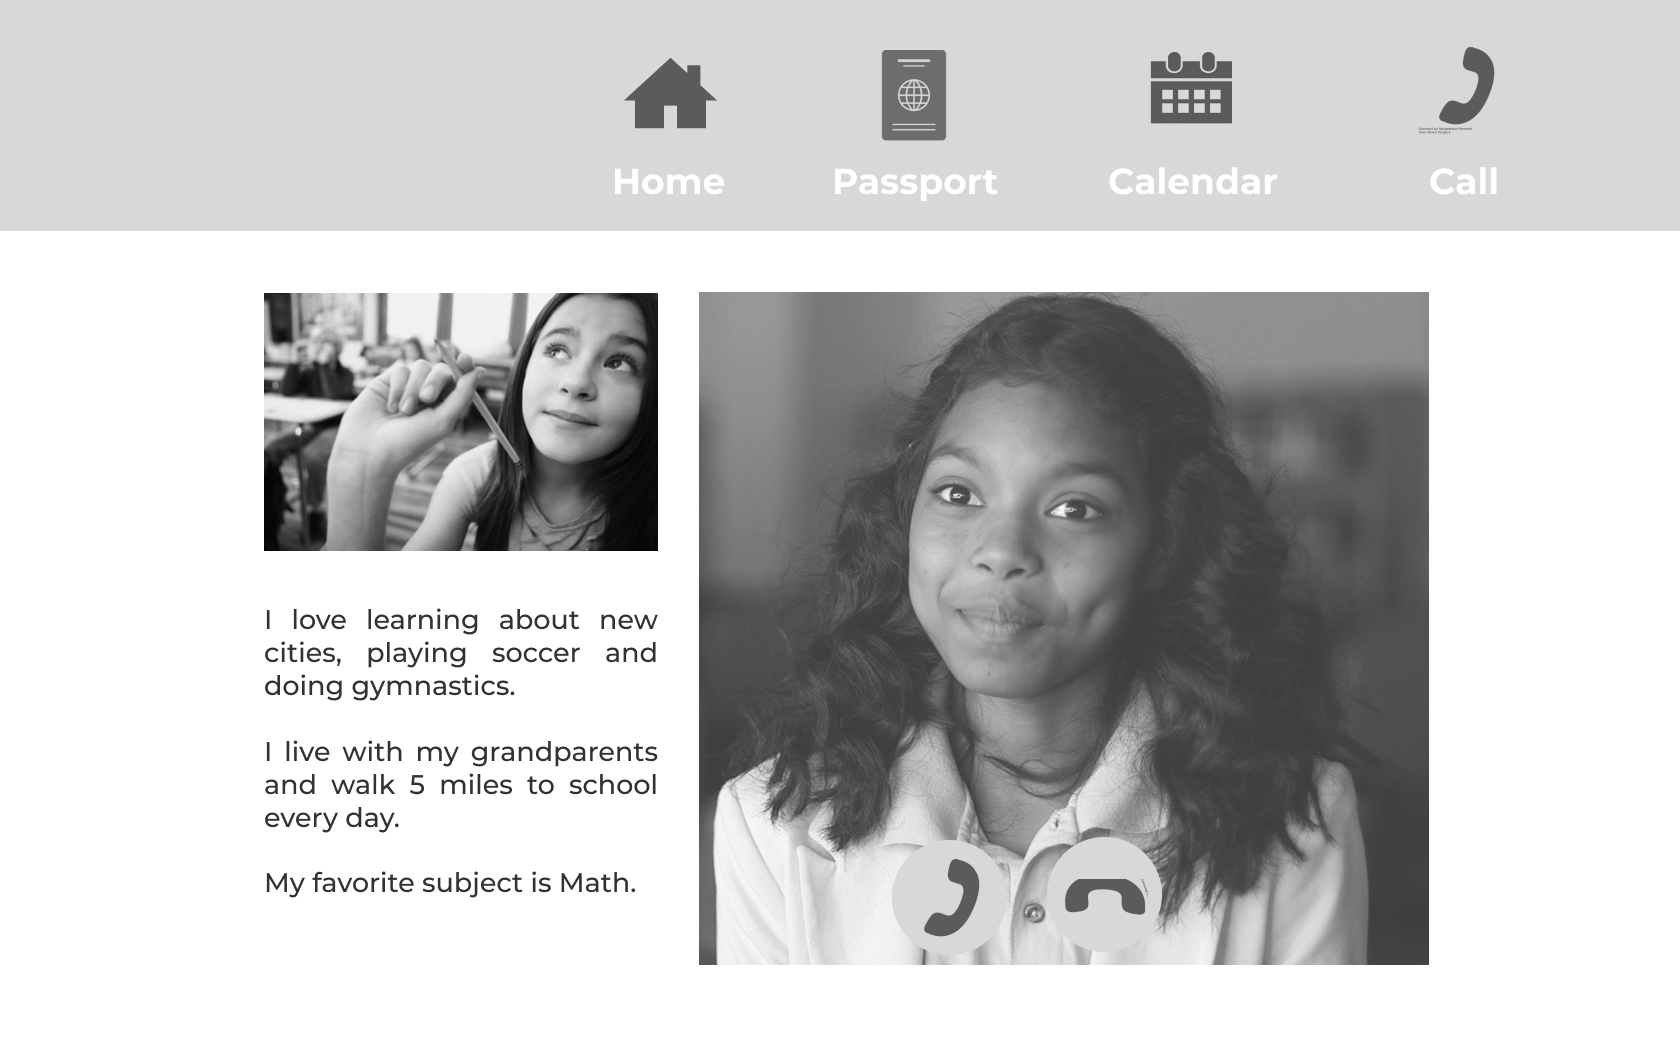 Home Passport Calendar Call
I love learning about new
cities, playing soccer and
doing gymnastics.
I live with my grandparents
and walk 5 miles to school
every day.
My favorite subject is Math.